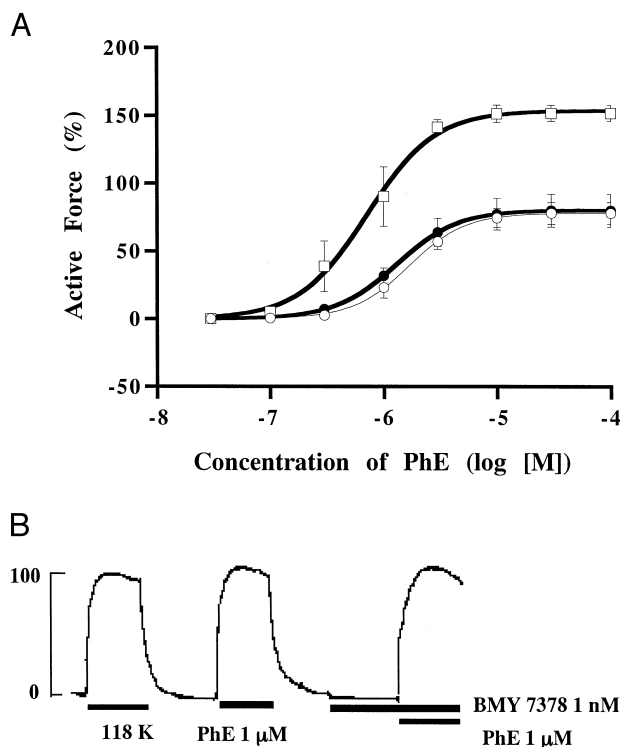 A
200
150
100
50
0
-50
Active Force (%)
-8 -7 -6 -5 -4
Concentration of PhE (log [M])
B
100
0
118 K
PhE 1 μM
BMY 7378 1 nM
PhE 1 μM